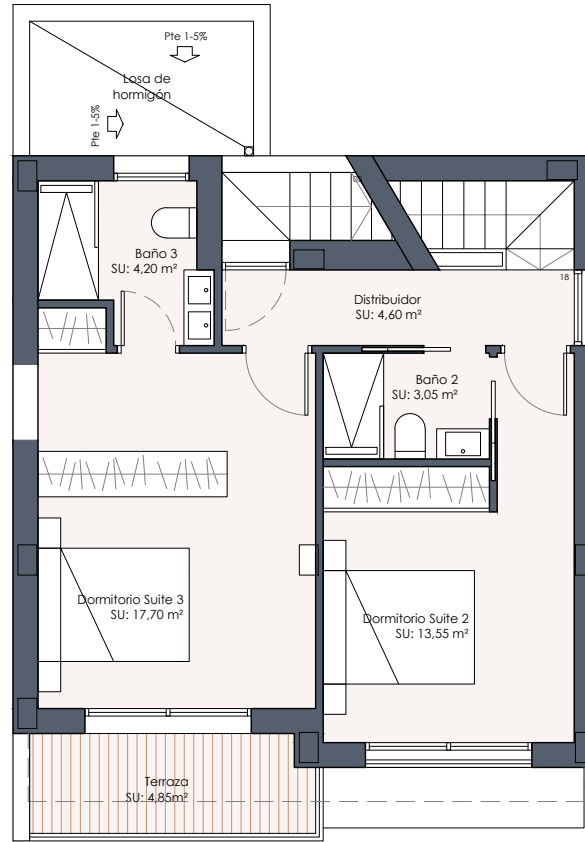 Pte 1-5%
Losa de
hormigón
Pte 1-5%
Baño 3
SU: 4,20 m²
Distribuidor
SU: 4,60 m²
18
Baño 2
SU: 3,05 m²
Dormitorio Suite 3
SU: 17,70 m²
Dormitorio Suite 2
SU: 13,55 m²
Terraza
SU: 4,85m²